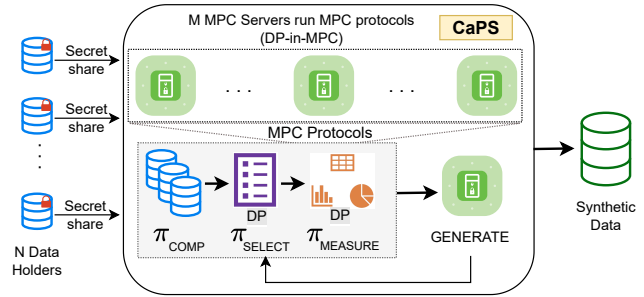 M MPC Servers run MPC protocols
(DP-in-MPC)
CaPS
Secret
share
Secret
share
Secret
share
N Data
Holders
. . .
. . .
MPC Protocols
DP
DP
π COMP
π SELECT
π MEASURE
GENERATE
Synthetic
Data